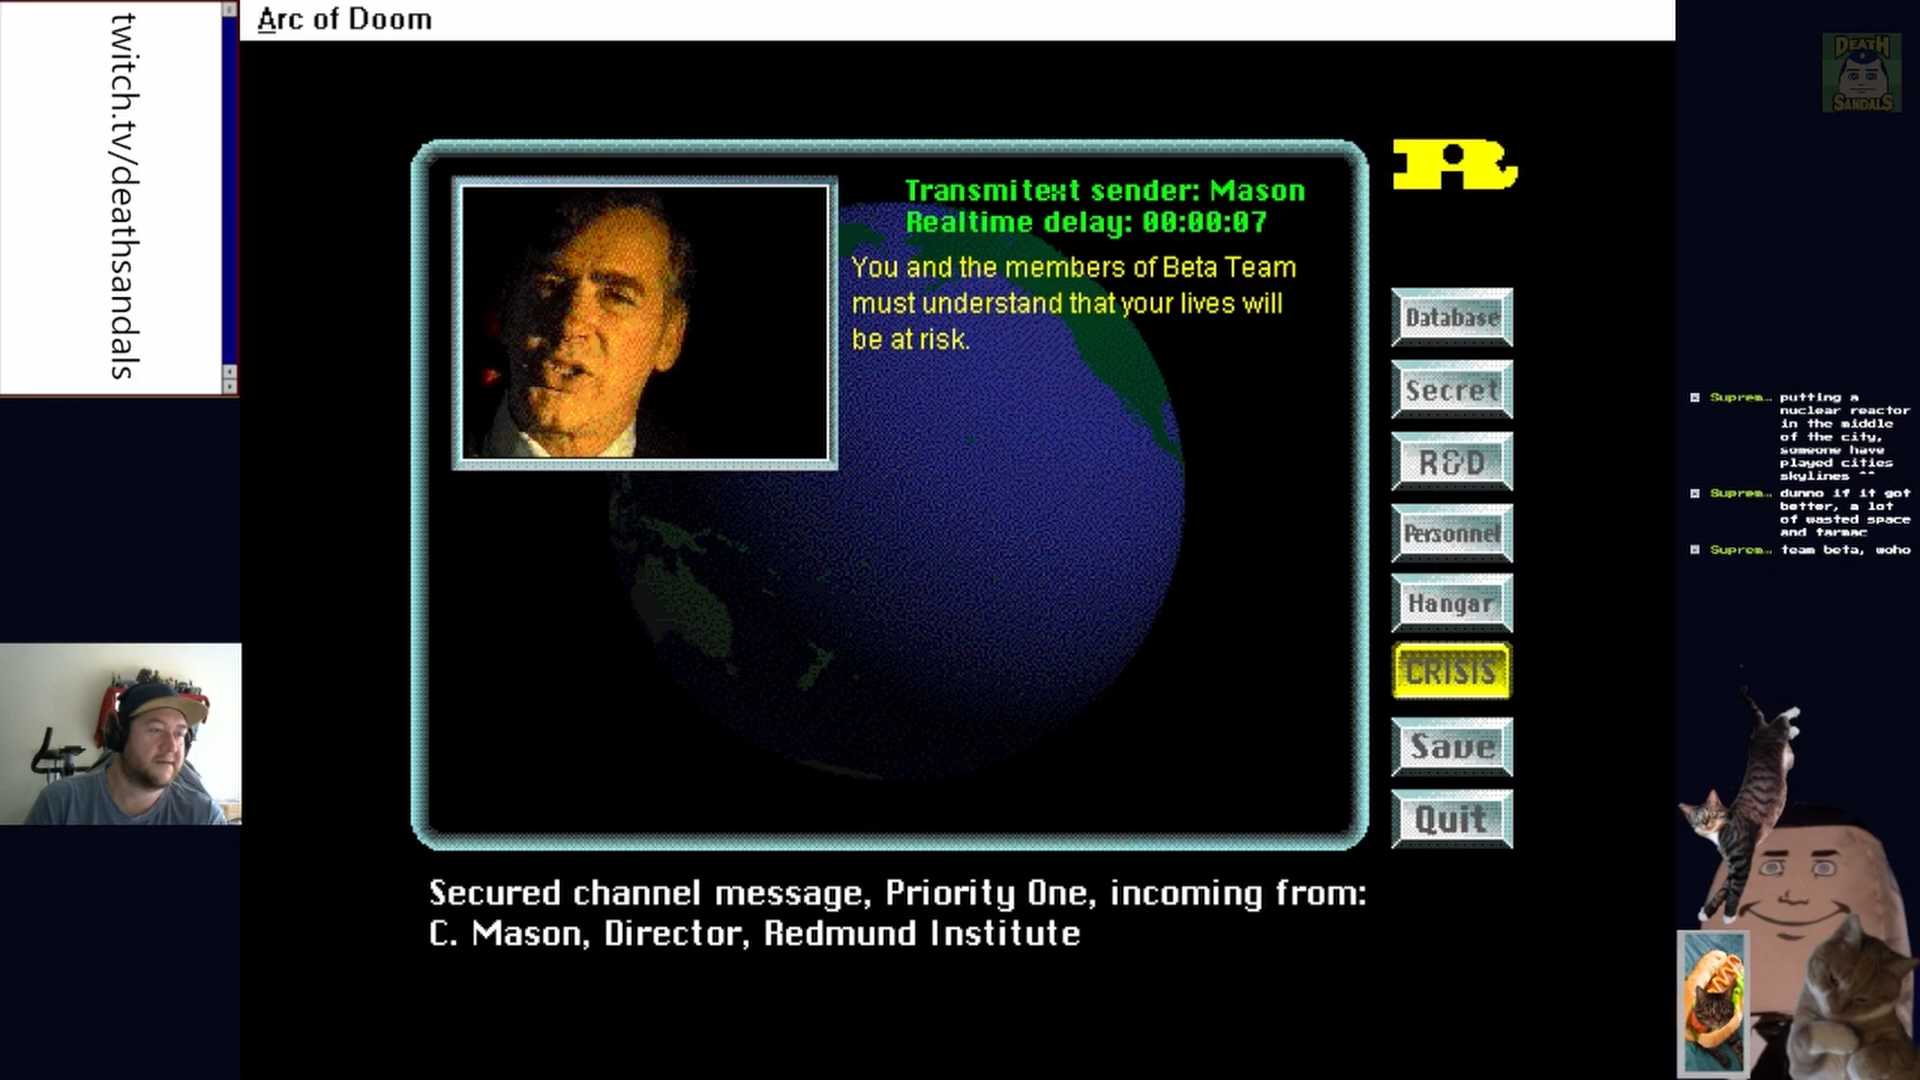 twitch.tv/deathsandals
Arc of Doom
DEATH
SANDALS
Transmitext sender: Mason
Realtime delay: 00:00:07
You and the members of Beta Team
must understand that your lives will
be at risk.
Database
Secret
R&D
Personnel
Hangar
CRISIS
Save
Quit
Secured channel message, Priority One, incoming from:
C. Mason, Director, Redmund Institute
Suprem… putting a
nuclear reactor
in the middle
of the city,
someone have
played cities
skylines ^^
Suprem… dunno if it got
better, a lot
of wasted space
and tarmac
Suprem… team beta, woho